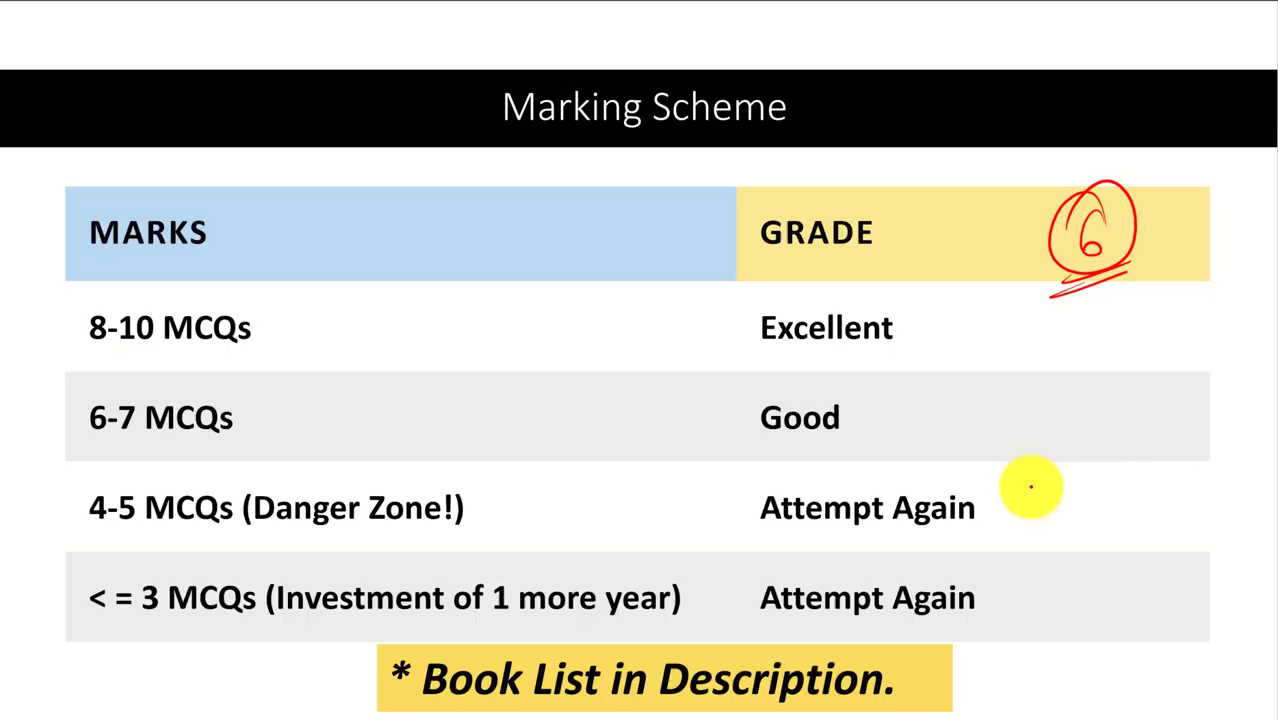 Marking Scheme
MARKS GRADE 6
8-10 MCQs Excellent
6-7 MCQs Good
4-5 MCQs (Danger Zone!) Attempt Again
< = 3 MCQs (Investment of 1 more year) Attempt Again
* Book List in Description.